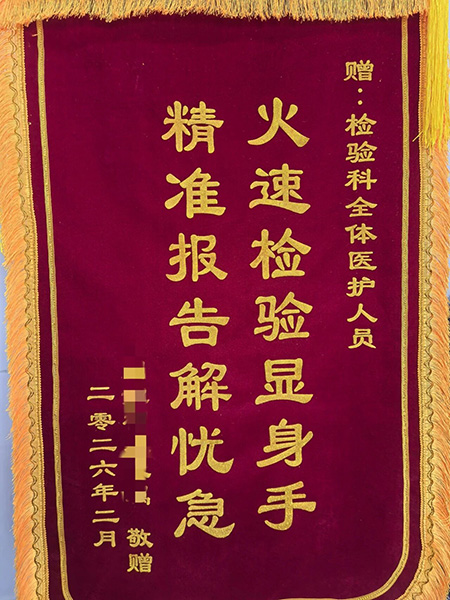 赠：检验科全体医护人员
火速检验显身手
精准报告解忧急
敬赠
二零二六年二月